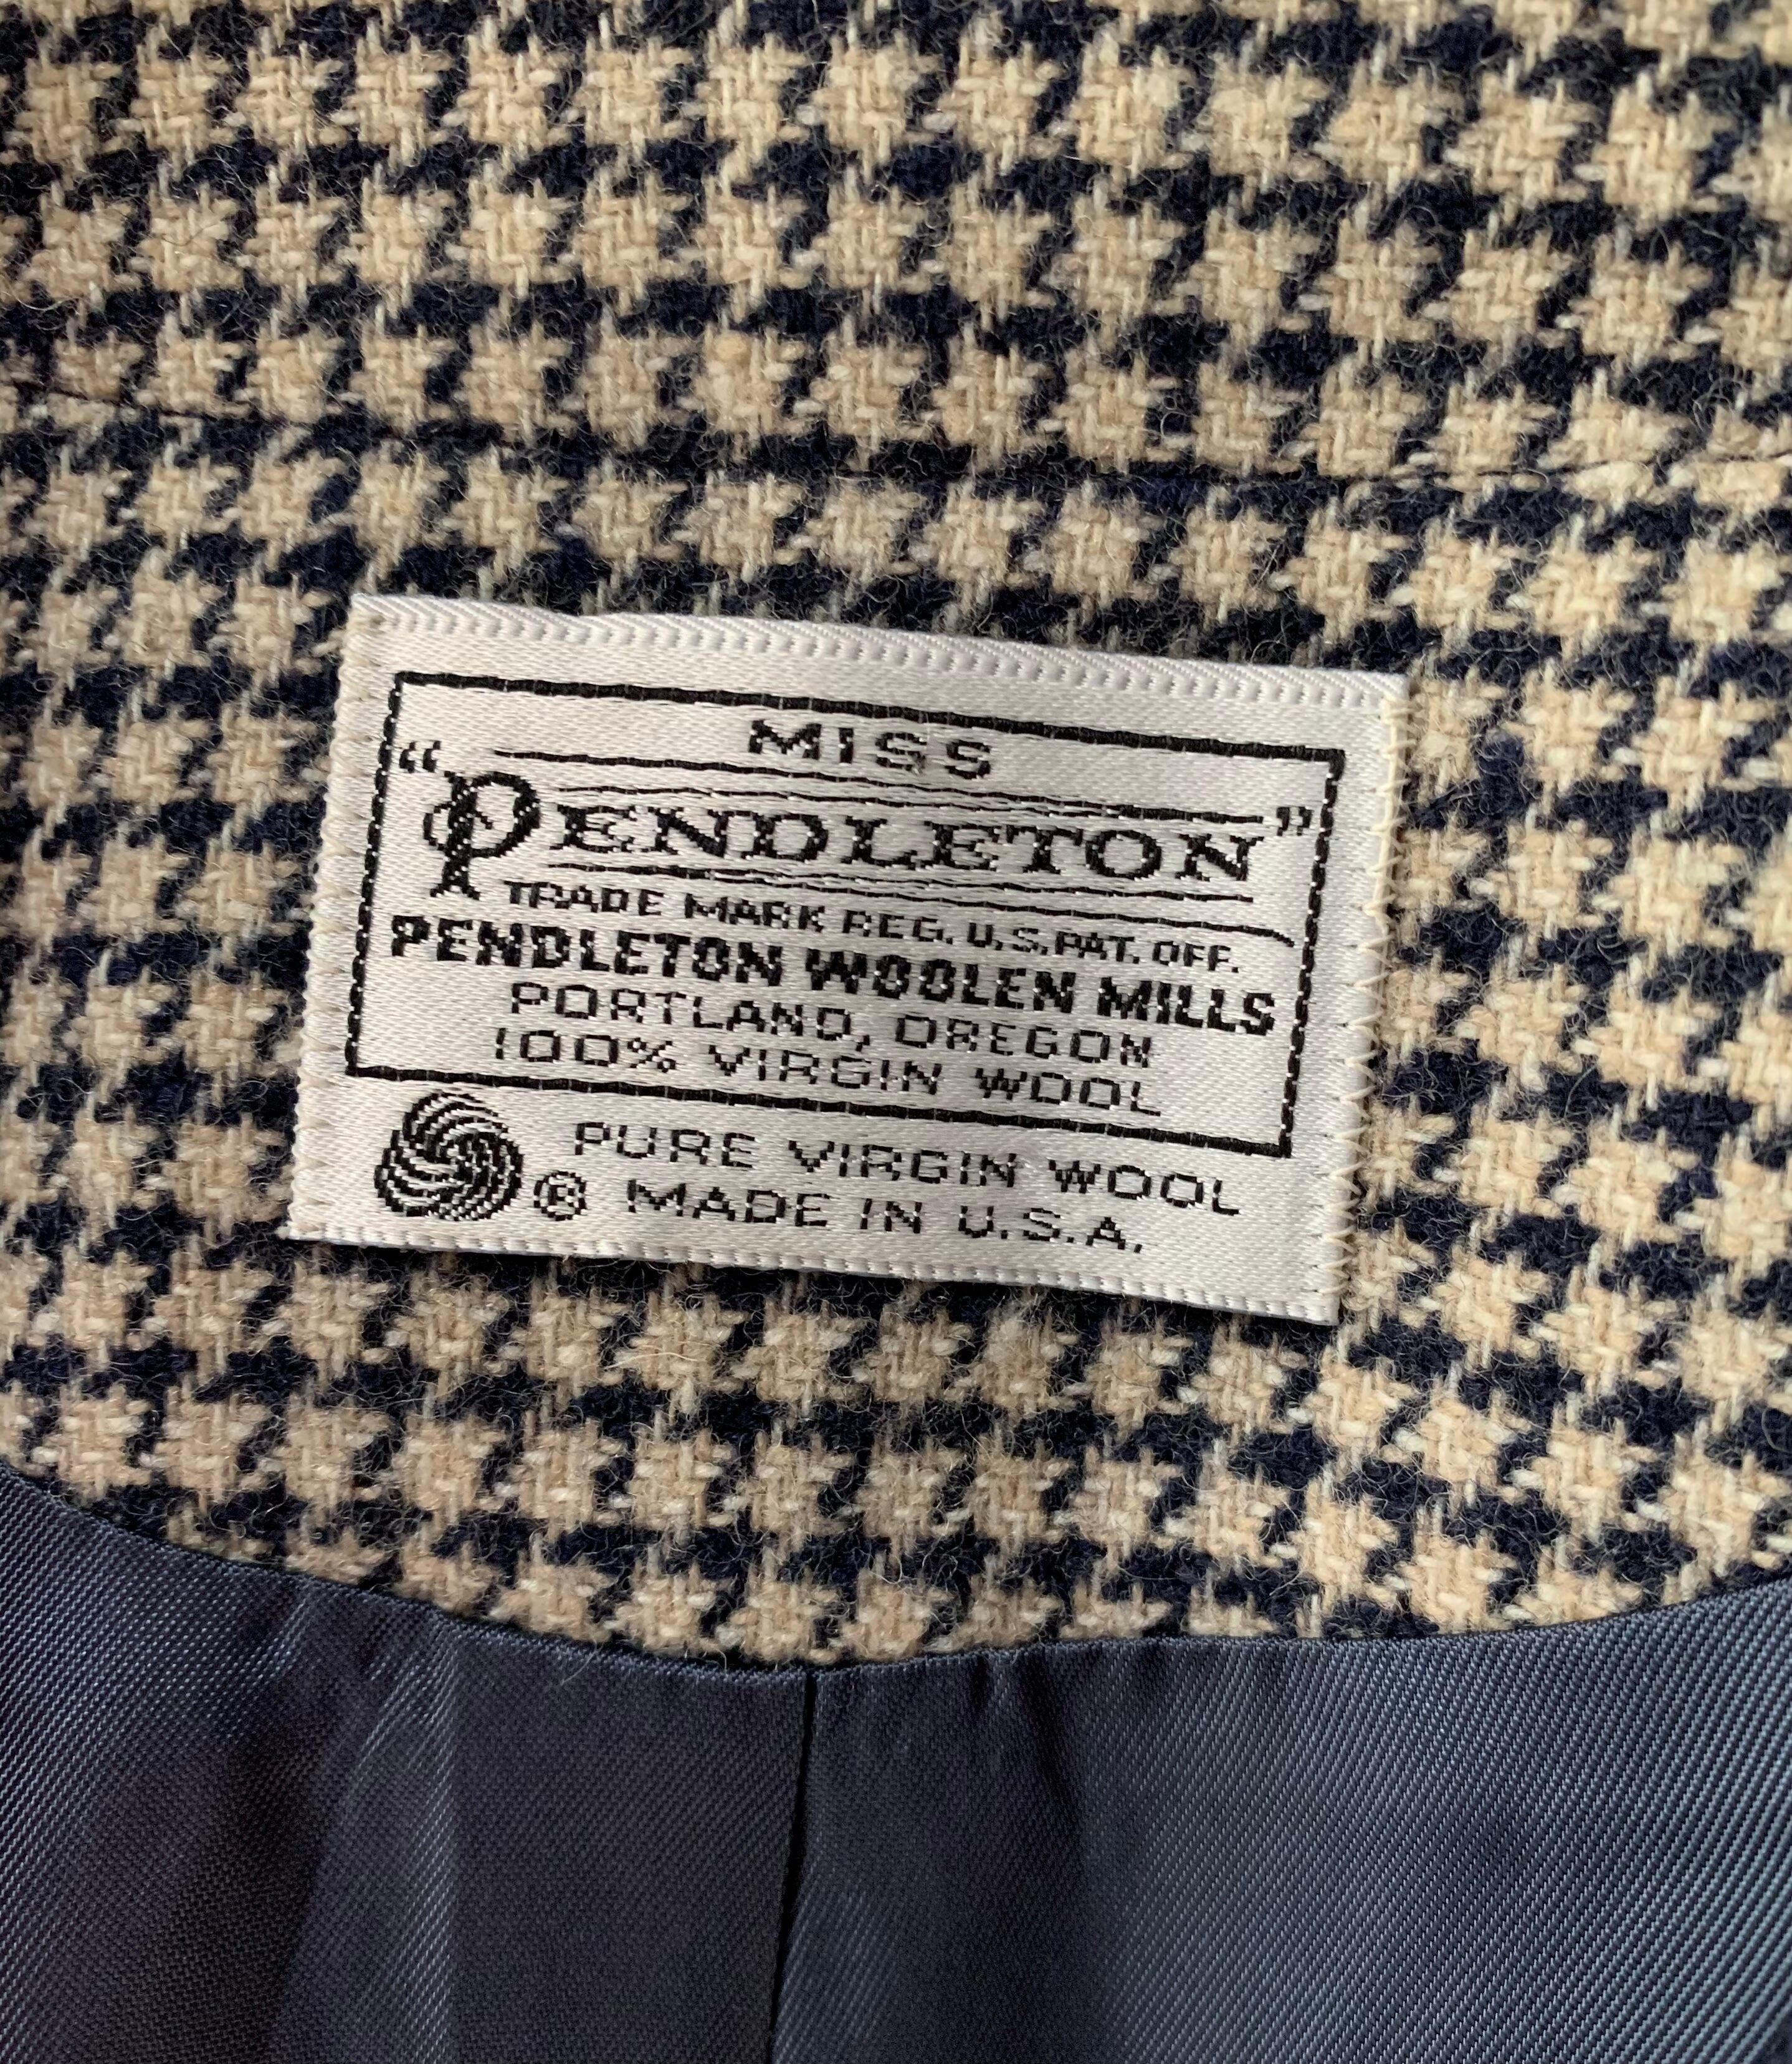 MISS
"PENDLETON"
TRADE MARK REG. U.S. PAT. OFF.
PENDLETON WOOLEN MILLS
PORTLAND, OREGON
100% VIRGIN WOOL
PURE VIRGIN WOOL
® MADE IN U.S.A.